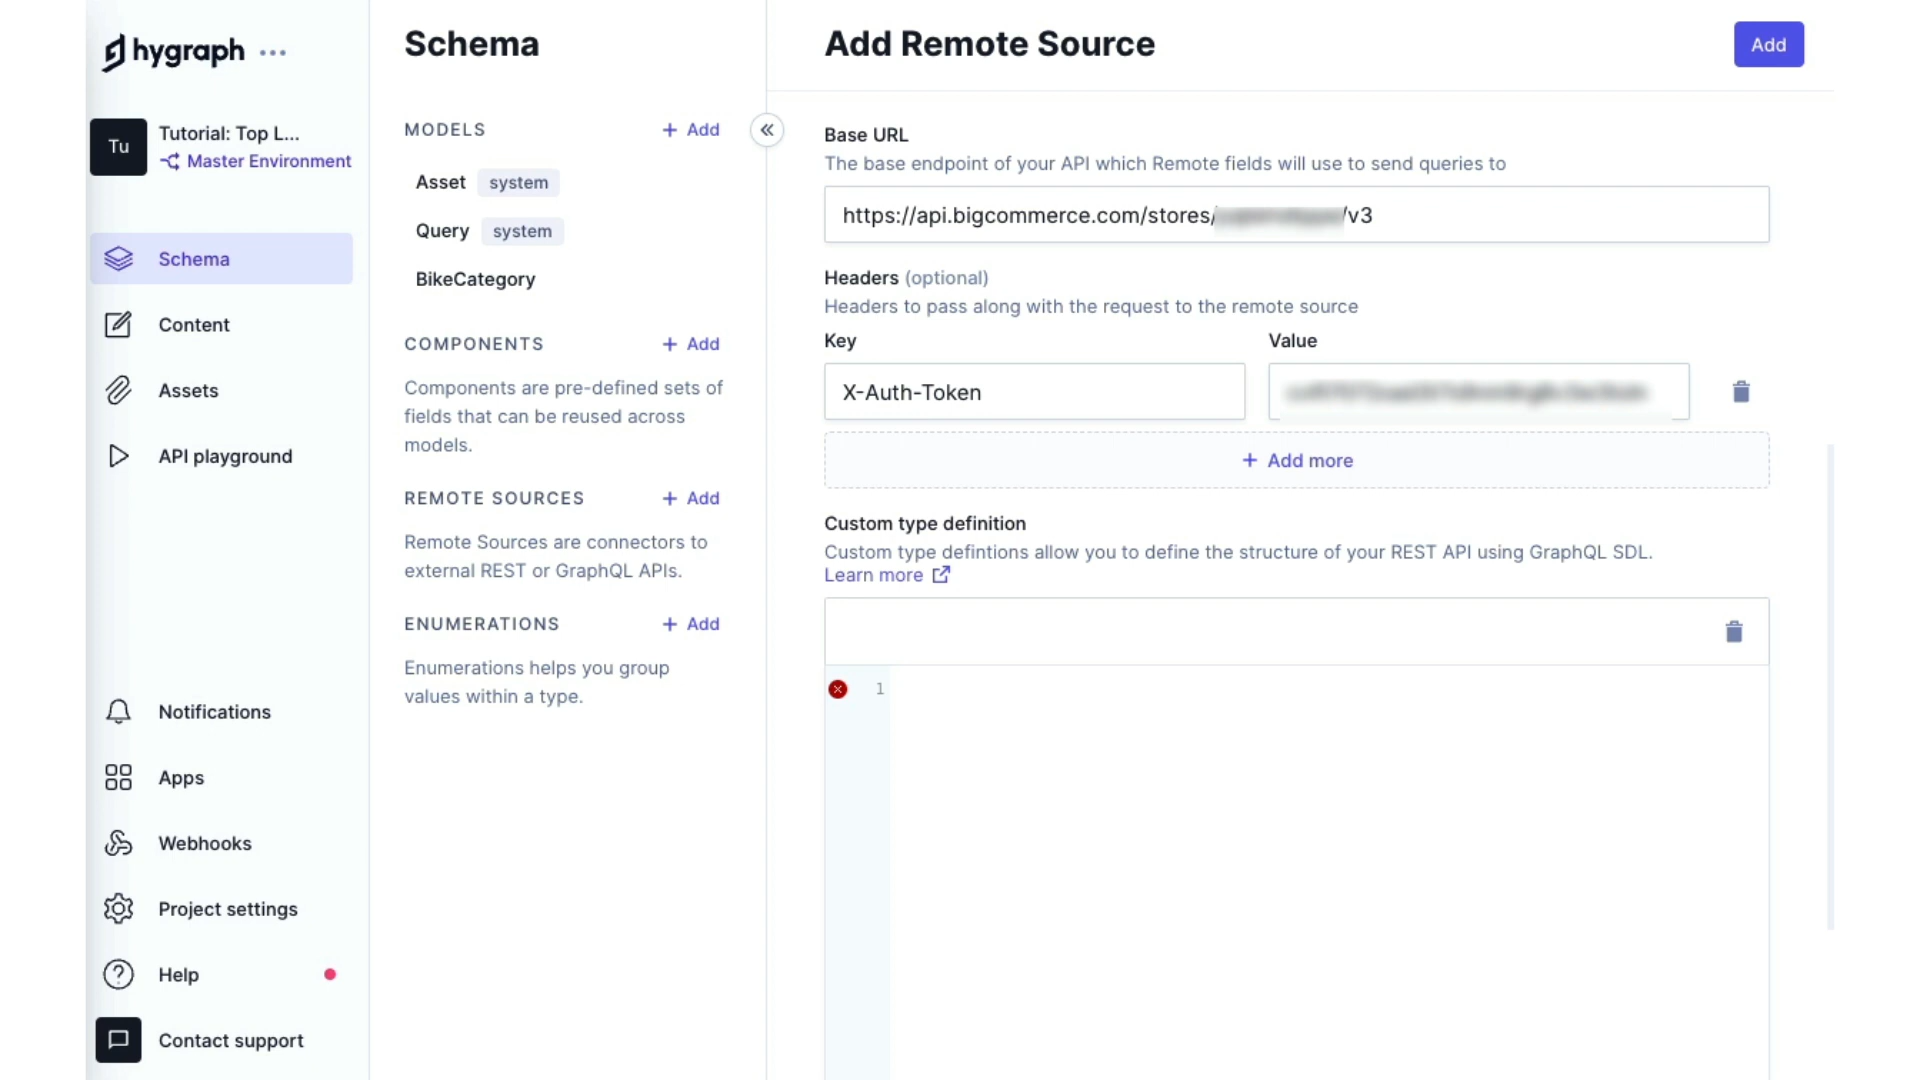 hygraph
Tu
Tutorial: Top L...
Master Environment
Schema
Content
Assets
API playground
Notifications
Apps
Webhooks
Project settings
Help
Contact support
Schema
MODELS
+ Add
Asset system
Query system
BikeCategory
COMPONENTS
+ Add
Components are pre-defined sets of
fields that can be reused across
models.
REMOTE SOURCES
+ Add
Remote Sources are connectors to
external REST or GraphQL APIs.
ENUMERATIONS
+ Add
Enumerations helps you group
values within a type.
Add Remote Source
Add
Base URL
The base endpoint of your API which Remote fields will use to send queries to
https://api.bigcommerce.com/stores/ /v3
Headers (optional)
Headers to pass along with the request to the remote source
Key
Value
X-Auth-Token
+ Add more
Custom type definition
Custom type defintions allow you to define the structure of your REST API using GraphQL SDL.
Learn more
1